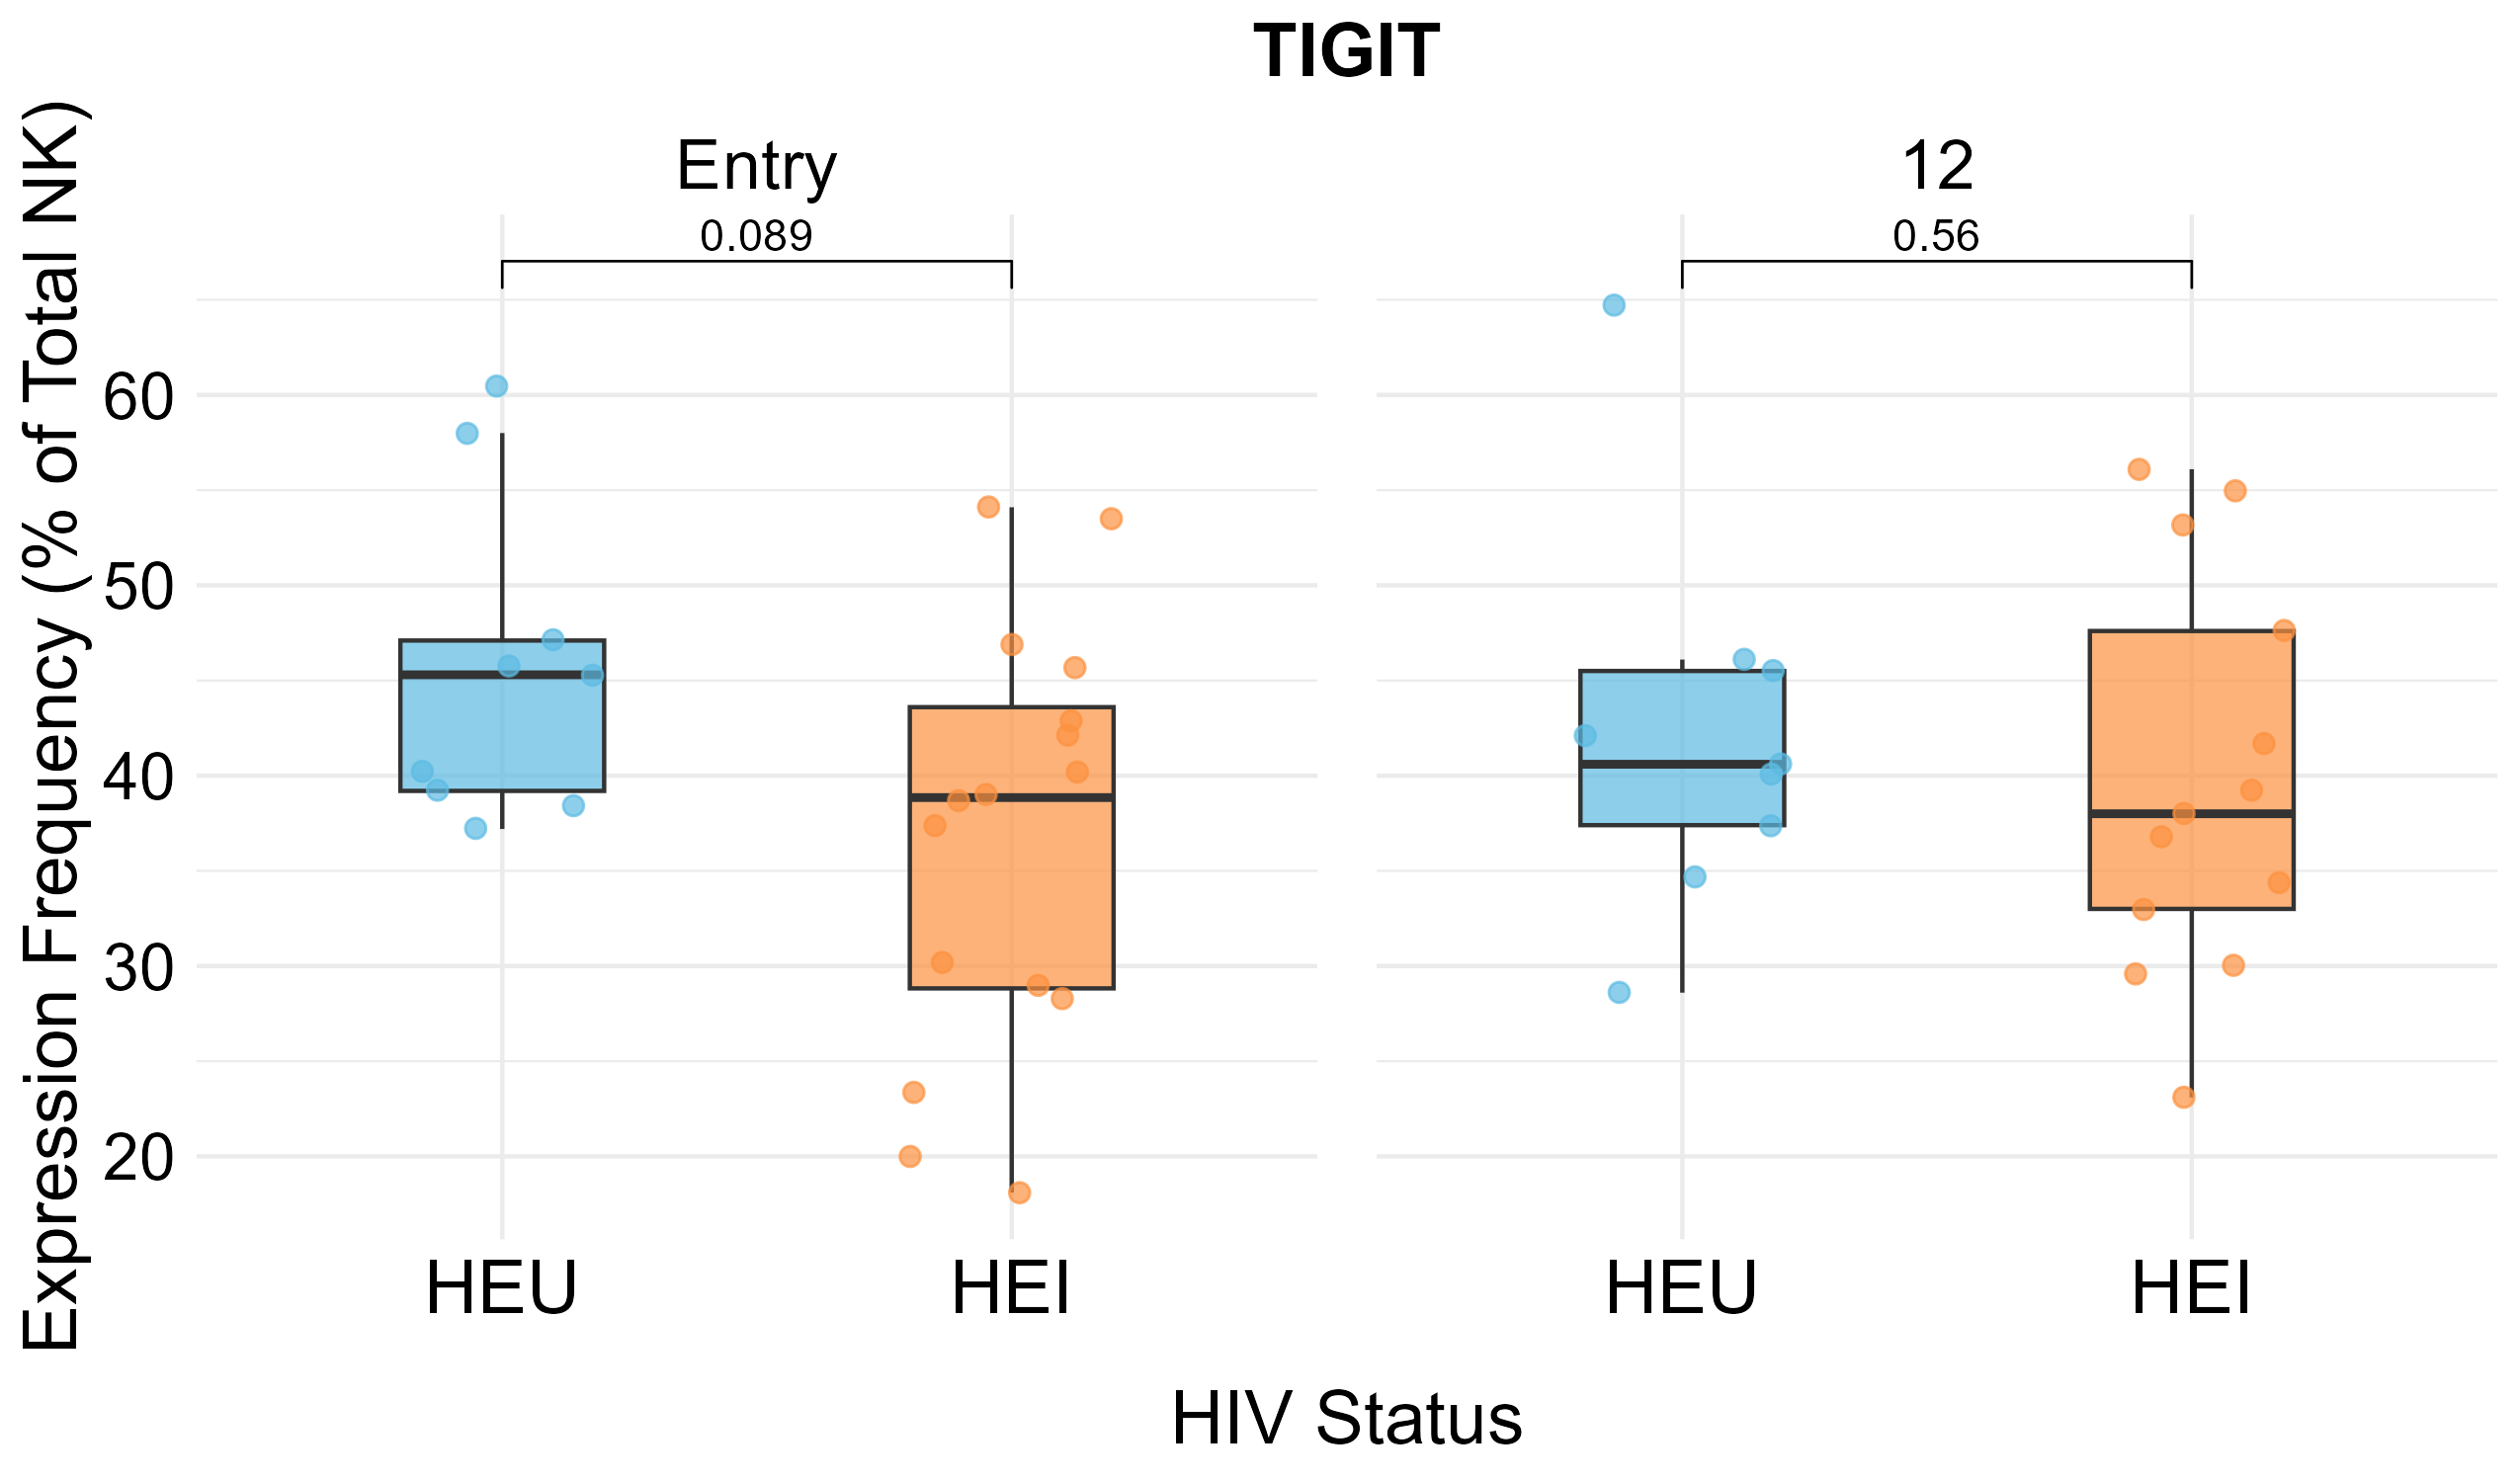 TIGIT
Entry
12
0.089
0.56
Expression Frequency (% of Total NK)
60
50
40
30
20
HEU
HEI
HEU
HEI
HIV Status